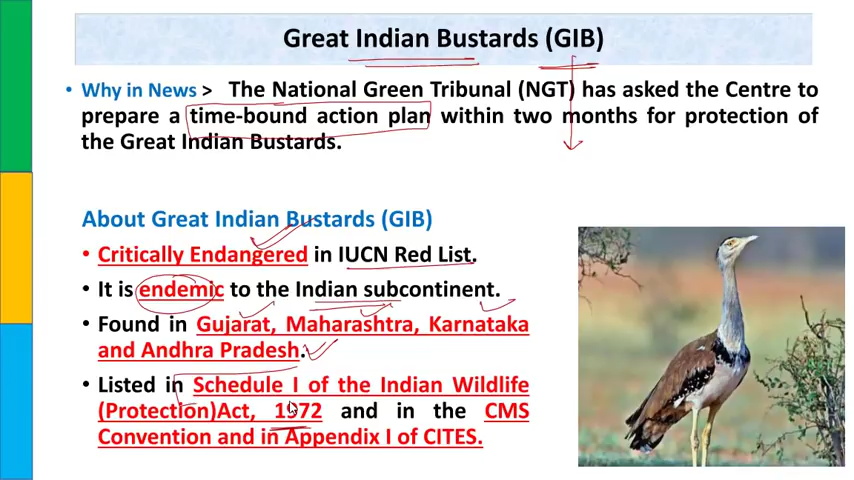 Great Indian Bustards (GIB)
• Why in News > The National Green Tribunal (NGT) has asked the Centre to
prepare a time-bound action plan within two months for protection of
the Great Indian Bustards.
About Great Indian Bustards (GIB)
• Critically Endangered in IUCN Red List.
• It is endemic to the Indian subcontinent.
• Found in Gujarat, Maharashtra, Karnataka
and Andhra Pradesh.
• Listed in Schedule I of the Indian Wildlife
(Protection)Act, 1972 and in the CMS
Convention and in Appendix I of CITES.